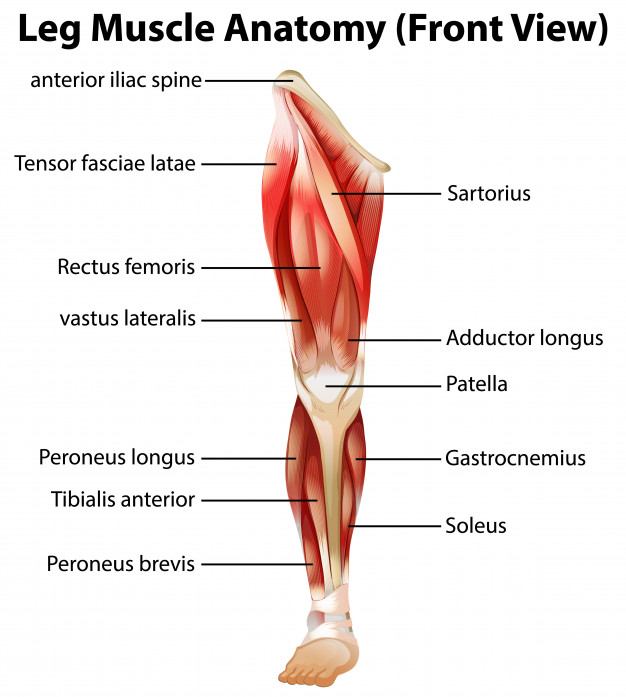 Leg Muscle Anatomy (Front View)
anterior iliac spine
Tensor fasciae latae
Sartorius
Rectus femoris
vastus lateralis
Adductor longus
Patella
Peroneus longus
Gastrocnemius
Tibialis anterior
Soleus
Peroneus brevis